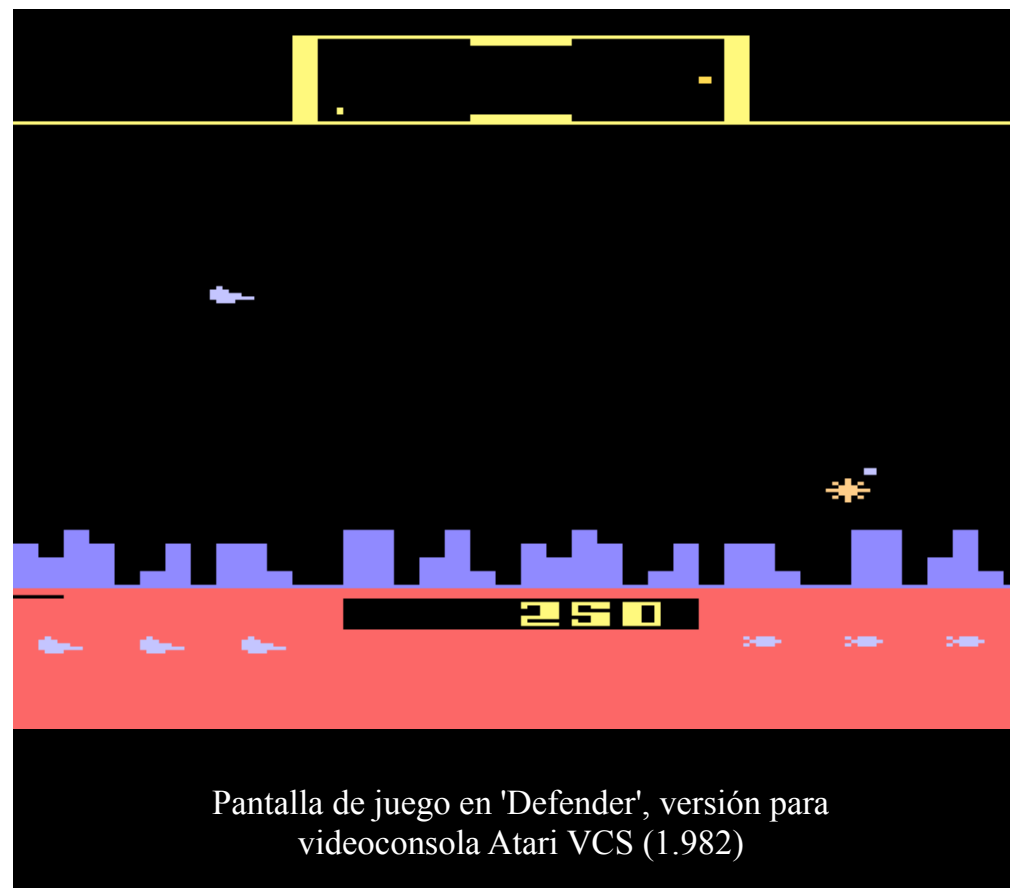 250
Pantalla de juego en 'Defender', versión para
videoconsola Atari VCS (1.982)